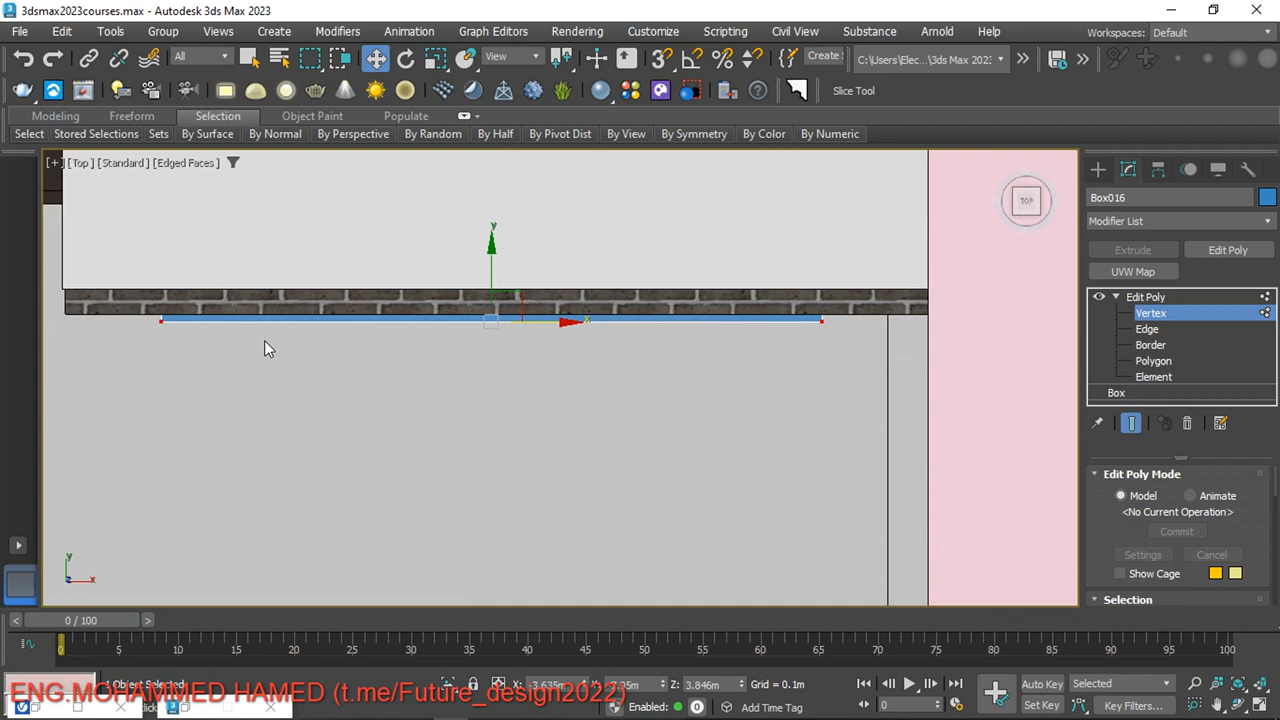 3dsmax2023courses.max - Autodesk 3ds Max 2023
File Edit Tools Group Views Create Modifiers Animation Graph Editors Rendering Customize Scripting Civil View Substance Arnold Help Workspaces: Default
All View Create C:\Users\Elec...\3ds Max 2023
Slice Tool
Modeling Freeform Selection Object Paint Populate
Select Stored Selections Sets By Surface By Normal By Perspective By Random By Half By Pivot Dist By View By Symmetry By Color By Numeric
[+] [Top ] [Standard ] [Edged Faces ]
TOP
Box016
Modifier List
Extrude Edit Poly
UVW Map
Edit Poly
Vertex
Edge
Border
Polygon
Element
Box
y
x
Edit Poly Mode
Model Animate
<No Current Operation>
Commit
Settings Cancel
Show Cage
Selection
y
x
< 0 / 100 >
0 5 10 15 20 25 30 35 40 45 50 55 60 65 70 75 80 85 90 95 100
Object Selected X: -3.635m Z: 3.846m Grid = 0.1m Auto Key Selected
ENG.MOHAMMED HAMED (t.me/Future_design2022)
Enabled: Add Time Tag 0 Set Key Key Filters...